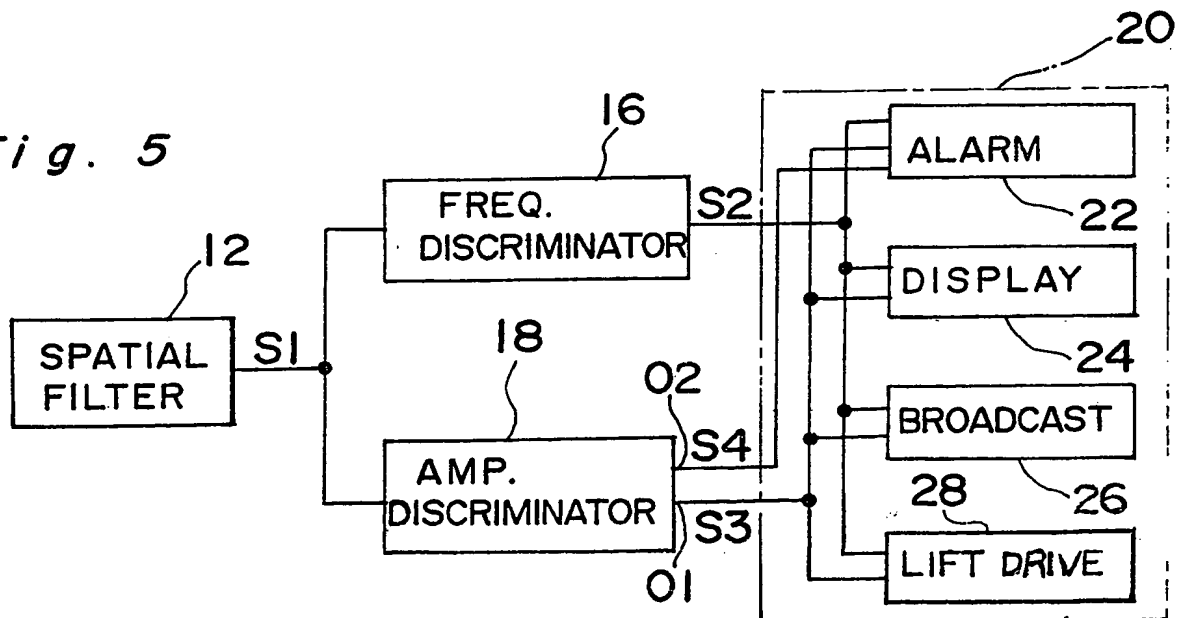 Fig. 5
20
16
ALARM
FREQ.
DISCRIMINATOR
S2
22
12
DISPLAY
SPATIAL
FILTER
S1
18
24
O2
BROADCAST
AMP.
DISCRIMINATOR
S4
S3
28
26
O1
LIFT DRIVE